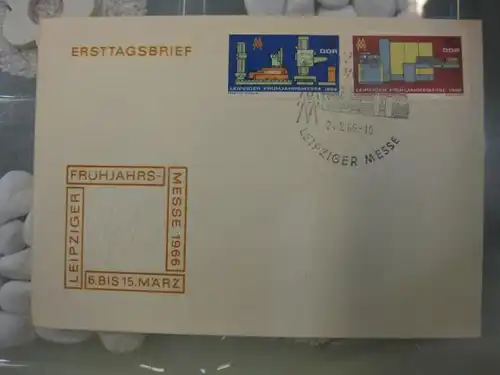 ERSTTAGSBRIEF
DDR
LEIPZIGER FRÜHJAHRSMESSE 1966
DDR
LEIPZIGER FRÜHJAHRSMESSE 1966
LEIPZIGER MESSE
LEIPZIGER
FRÜHJAHRS-
MESSE 1966
6. BIS 15. MÄRZ